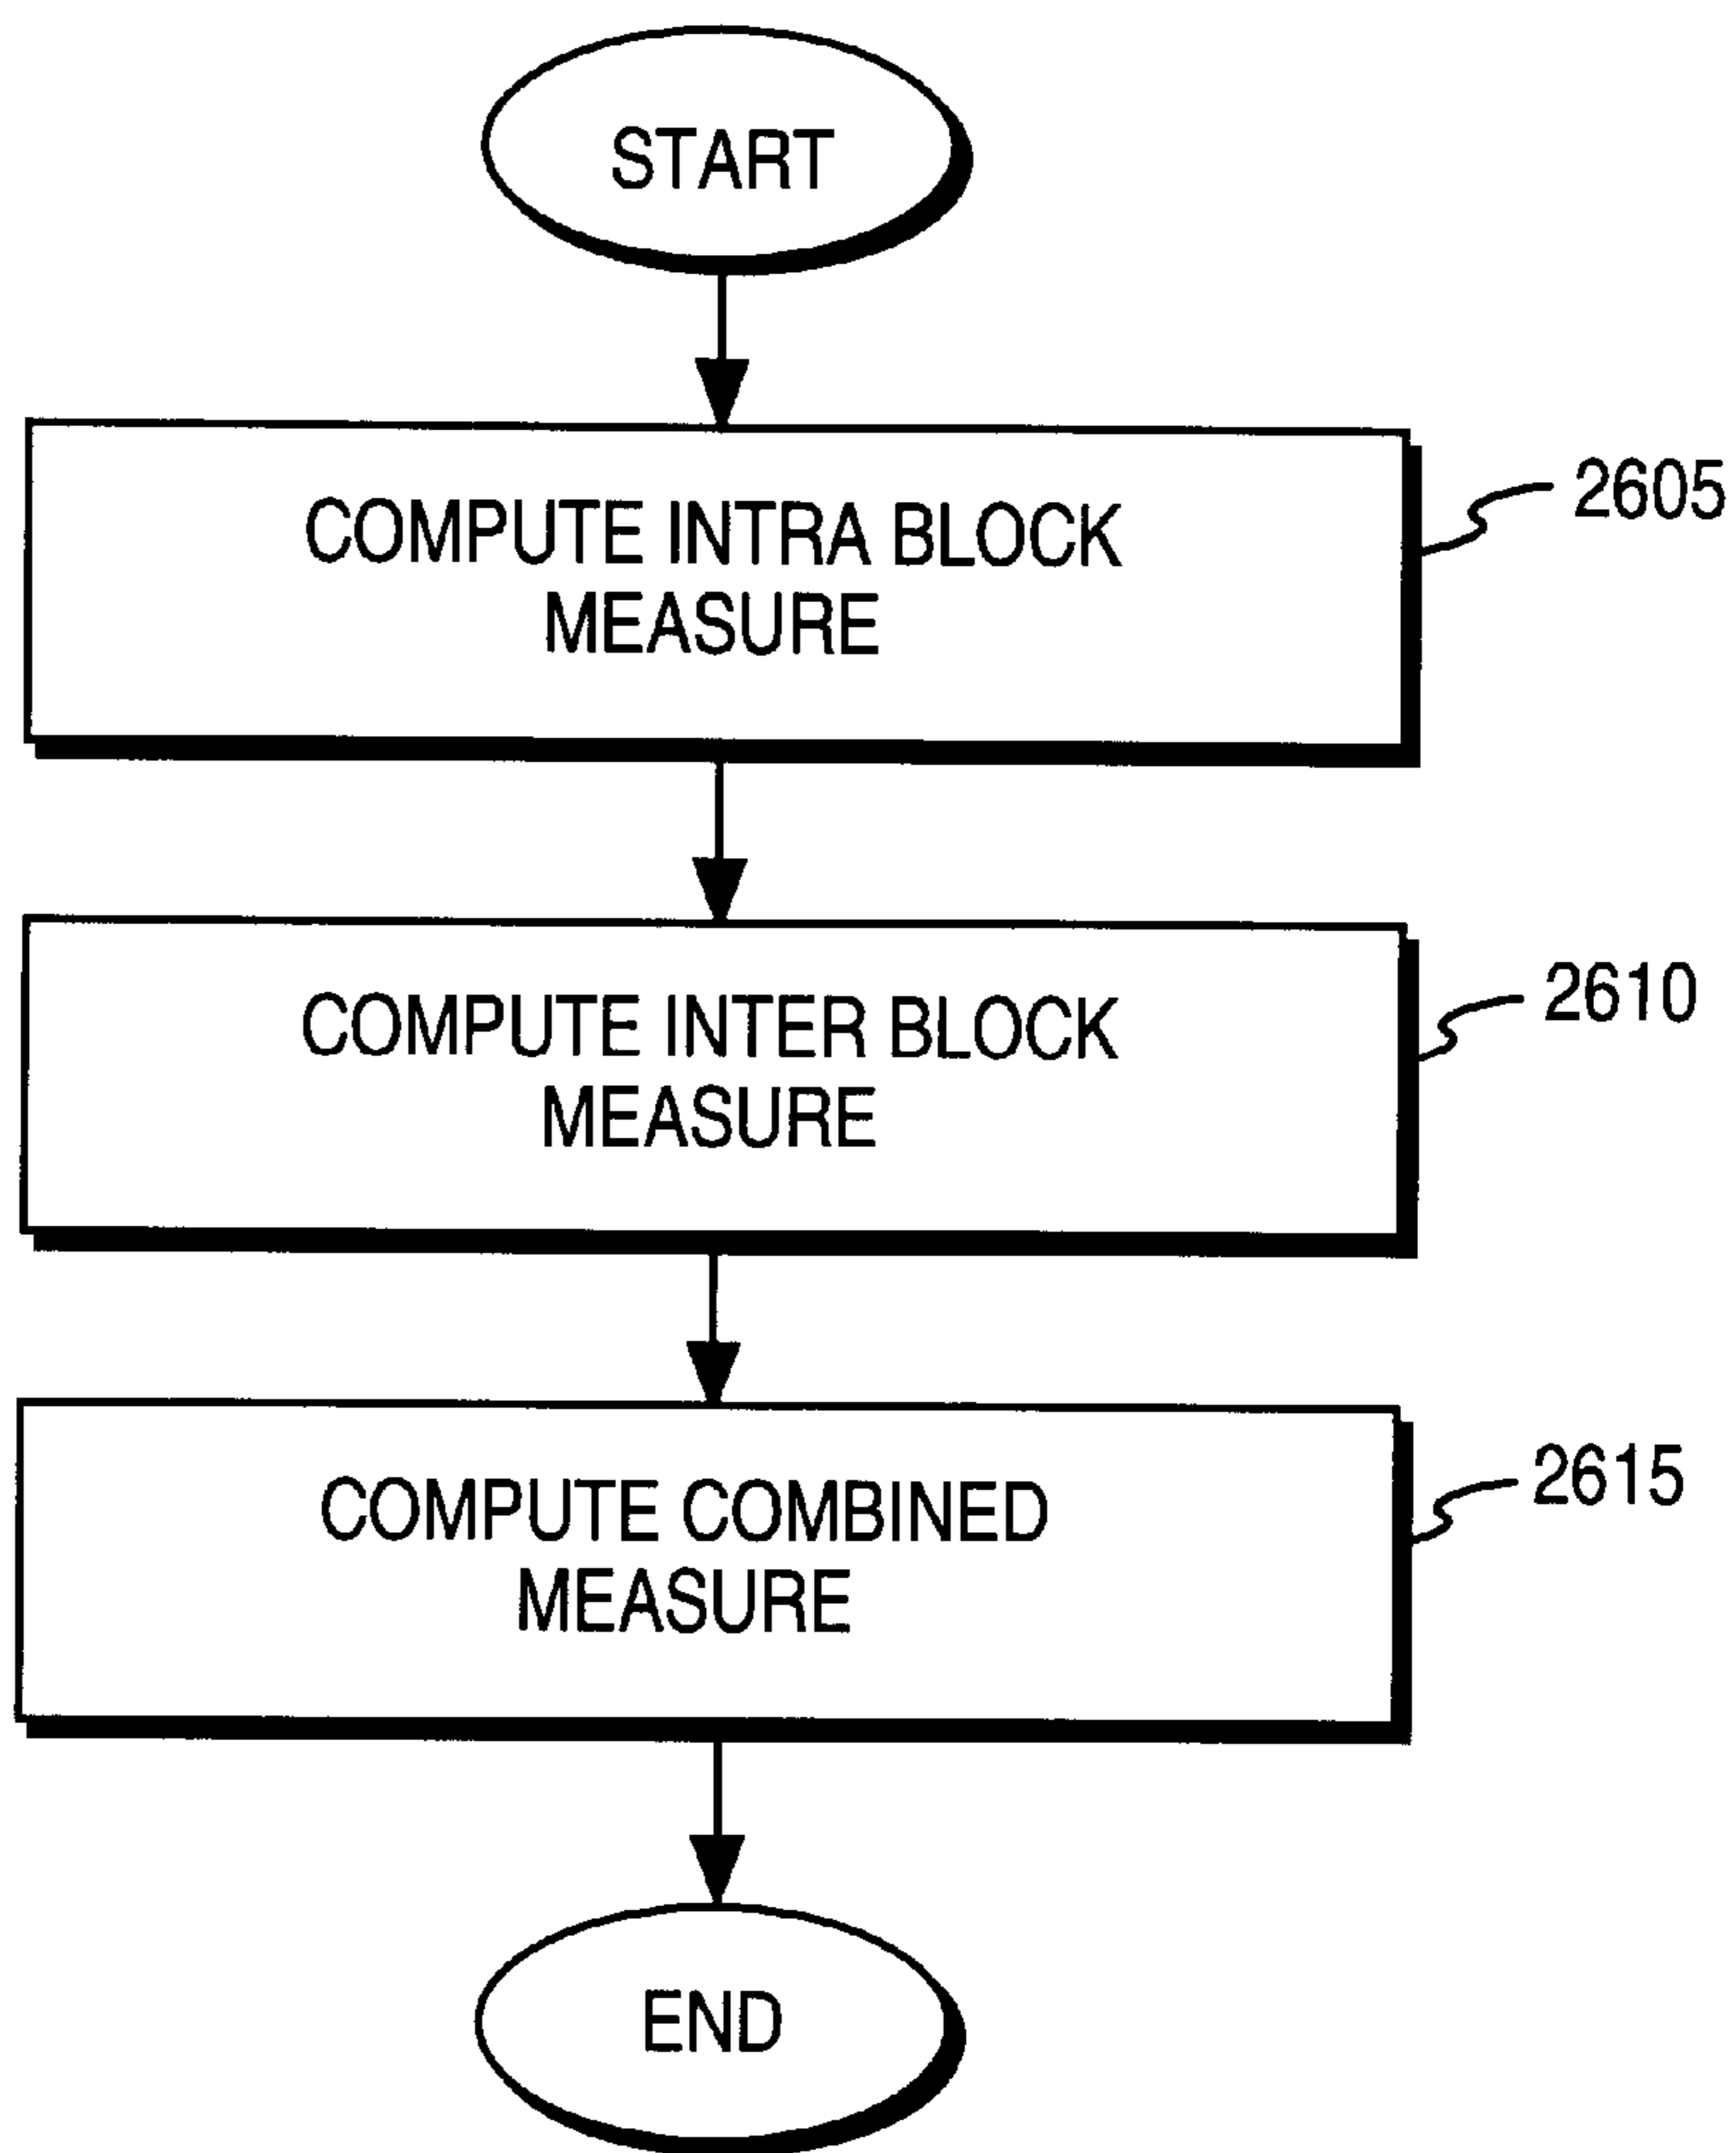 START
COMPUTE INTRA BLOCK
MEASURE
2605
COMPUTE INTER BLOCK
MEASURE
2610
COMPUTE COMBINED
MEASURE
2615
END